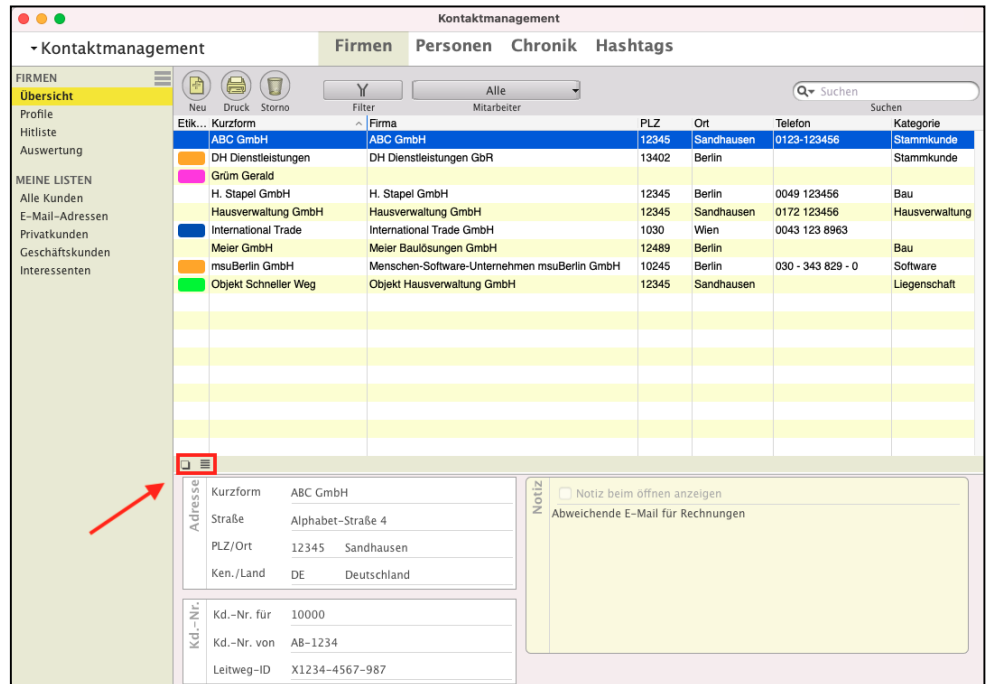 Kontaktmanagement
Kontaktmanagement
Firmen Personen Chronik Hashtags
FIRMEN
Übersicht
Profile
Hitliste
Auswertung
MEINE LISTEN
Alle Kunden
E-Mail-Adressen
Privatkunden
Geschäftskunden
Interessenten
Neu Druck Storno
Filter
Alle
Mitarbeiter
Suchen
Suchen
Etik... Kurzform Firma PLZ Ort Telefon Kategorie
ABC GmbH ABC GmbH 12345 Sandhausen 0123-123456 Stammkunde
DH Dienstleistungen DH Dienstleistungen GbR 13402 Berlin Stammkunde
Grüm Gerald
H. Stapel GmbH H. Stapel GmbH 12345 Berlin 0049 123456 Bau
Hausverwaltung GmbH Hausverwaltung GmbH 12345 Sandhausen 0172 123456 Hausverwaltung
International Trade International Trade GmbH 1030 Wien 0043 123 8963
Meier GmbH Meier Baulösungen GmbH 12489 Berlin Bau
msuBerlin GmbH Menschen-Software-Unternehmen msuBerlin GmbH 10245 Berlin 030 - 343 829 - 0 Software
Objekt Schneller Weg Objekt Hausverwaltung GmbH 12345 Sandhausen Liegenschaft
Adresse
Kurzform ABC GmbH
Straße Alphabet-Straße 4
PLZ/Ort 12345 Sandhausen
Ken./Land DE Deutschland
Kd.-Nr.
Kd.-Nr. für 10000
Kd.-Nr. von AB-1234
Leitweg-ID X1234-4567-987
Notiz
Notiz beim öffnen anzeigen
Abweichende E-Mail für Rechnungen